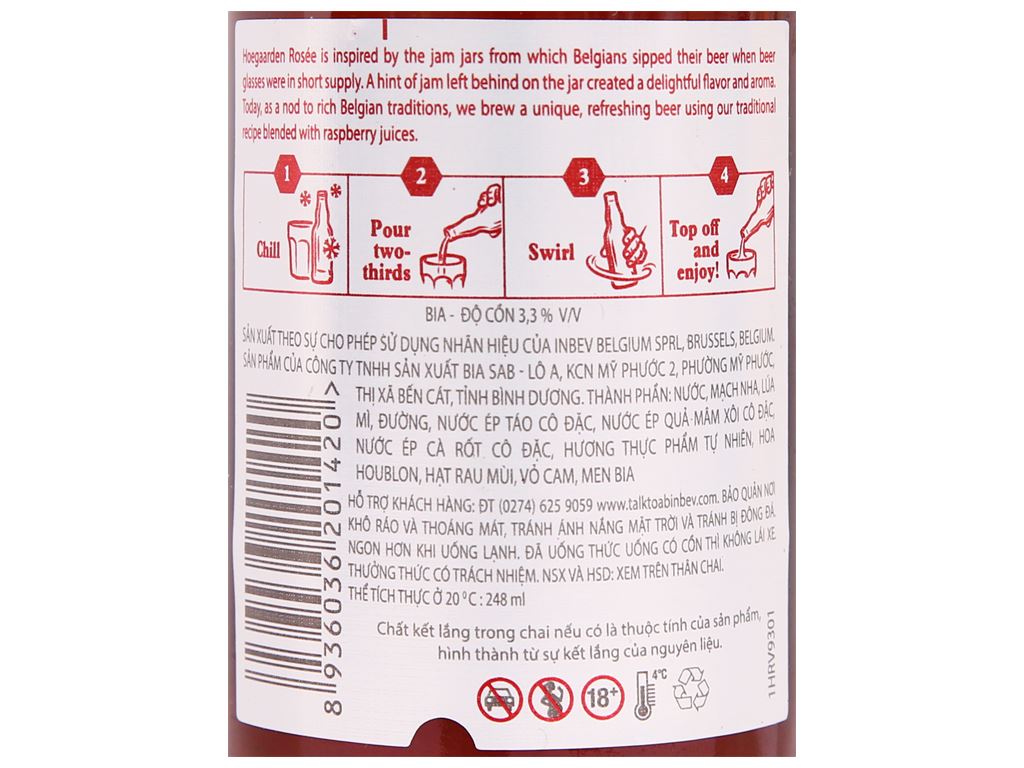 Hoegaarden Rosée is inspired by the jam jars from which Belgians sipped their beer when beer
glasses were in short supply. A hint of jam left behind on the jar created a delightful flavor and aroma.
Today, as a nod to rich Belgian traditions, we brew a unique, refreshing beer using our traditional
recipe blended with raspberry juices.
1
Chill
2
Pour
two-
thirds
3
Swirl
4
Top off
and
enjoy!
BIA - ĐỘ CỒN 3,3 % V/V
SẢN XUẤT THEO SỰ CHO PHÉP SỬ DỤNG NHÃN HIỆU CỦA INBEV BELGIUM SPRL, BRUSSELS, BELGIUM.
SẢN PHẨM CỦA CÔNG TY TNHH SẢN XUẤT BIA SAB - LÔ A, KCN MỸ PHƯỚC 2, PHƯỜNG MỸ PHƯỚC,
THỊ XÃ BẾN CÁT, TỈNH BÌNH DƯƠNG. THÀNH PHẦN: NƯỚC, MẠCH NHA, LÚA
MÌ, ĐƯỜNG, NƯỚC ÉP TÁO CÔ ĐẶC, NƯỚC ÉP QUẢ MÂM XÔI CÔ ĐẶC,
NƯỚC ÉP CÀ RỐT CÔ ĐẶC, HƯƠNG THỰC PHẨM TỰ NHIÊN, HOA
HOUBLON, HẠT RAU MÙI, VỎ CAM, MEN BIA
HỖ TRỢ KHÁCH HÀNG: ĐT (0274) 625 9059 www.talktoabinbev.com. BẢO QUẢN NƠI
KHÔ RÁO VÀ THOÁNG MÁT, TRÁNH ÁNH NẮNG MẶT TRỜI VÀ TRÁNH BỊ ĐÔNG ĐÁ.
NGON HƠN KHI UỐNG LẠNH. ĐÃ UỐNG THỨC UỐNG CÓ CỒN THÌ KHÔNG LÁI XE.
THƯỞNG THỨC CÓ TRÁCH NHIỆM. NSX VÀ HSD: XEM TRÊN THÂN CHAI.
THỂ TÍCH THỰC Ở 20 °C : 248 ml
Chất kết lắng trong chai nếu có là thuộc tính của sản phẩm,
hình thành từ sự kết lắng của nguyên liệu.
18+
4°C
1HRV9301
8 936036 201420 >